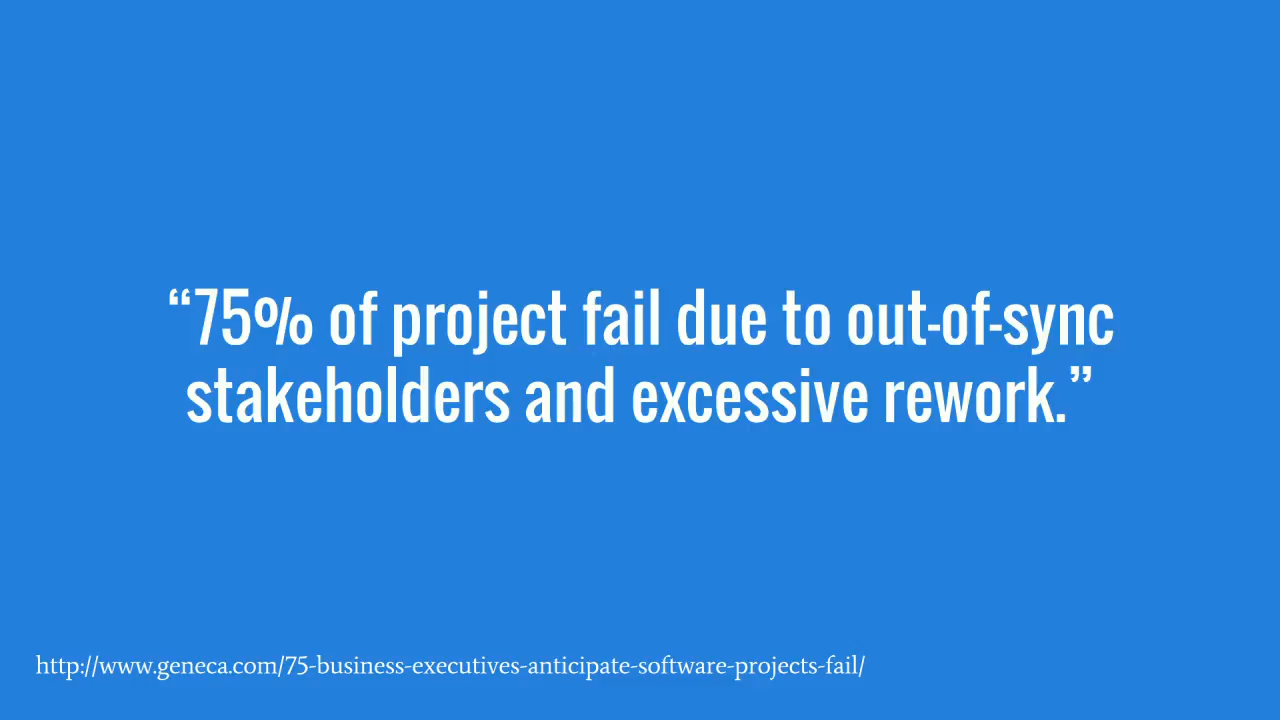 “75% of project fail due to out-of-sync
stakeholders and excessive rework.”
http://www.geneca.com/75-business-executives-anticipate-software-projects-fail/